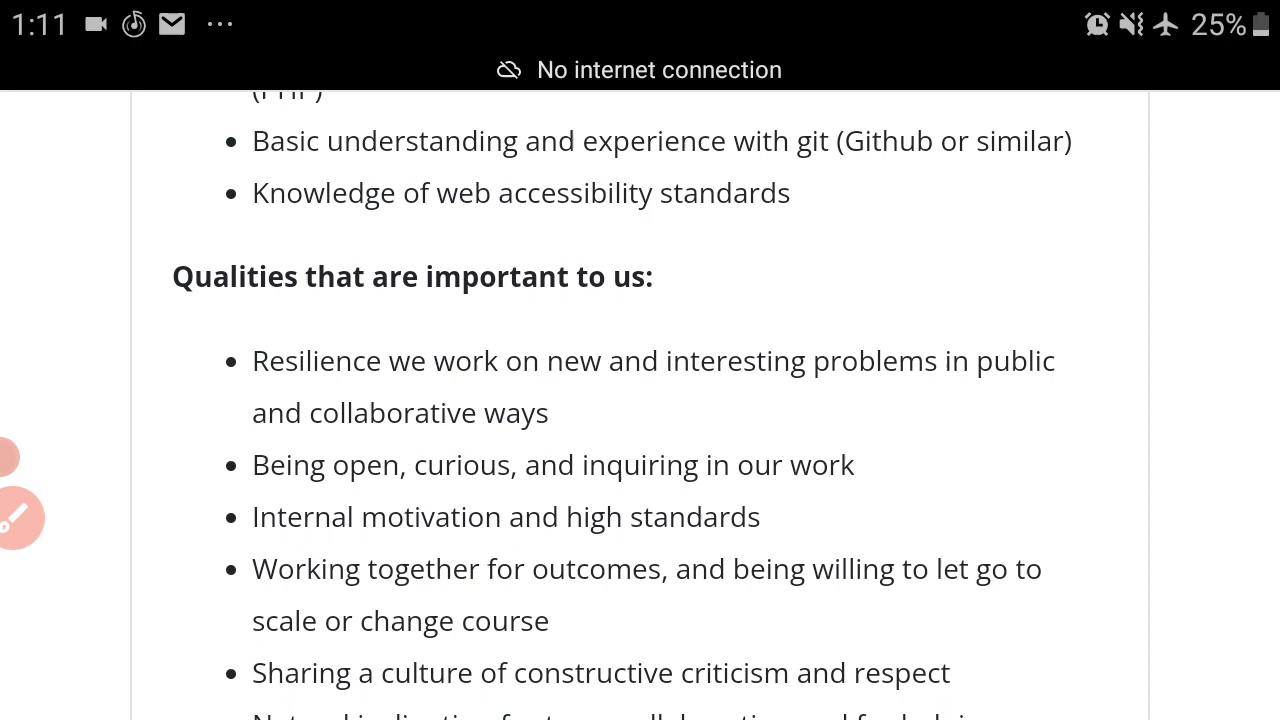 1:11
25%
No internet connection
(PHP)
Basic understanding and experience with git (Github or similar)
Knowledge of web accessibility standards
Qualities that are important to us:
Resilience we work on new and interesting problems in public
and collaborative ways
Being open, curious, and inquiring in our work
Internal motivation and high standards
Working together for outcomes, and being willing to let go to
scale or change course
Sharing a culture of constructive criticism and respect